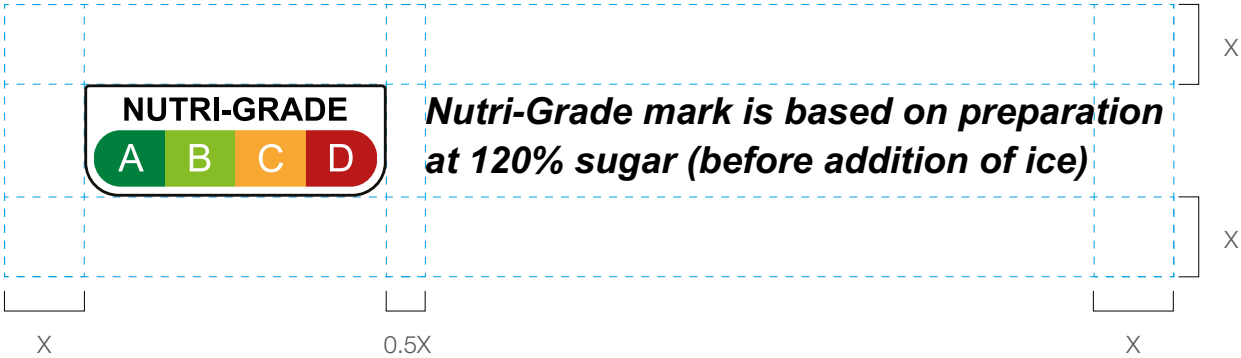 X
NUTRI-GRADE
A B C D
Nutri-Grade mark is based on preparation
at 120% sugar (before addition of ice)
X
X 0.5X X